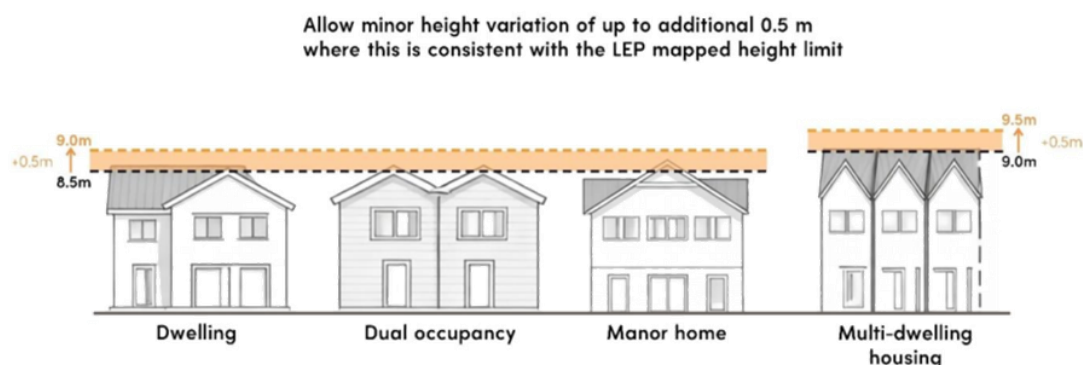 Allow minor height variation of up to additional 0.5 m
where this is consistent with the LEP mapped height limit
9.0m
+0.5m
8.5m
9.5m
+0.5m
9.0m
Dwelling
Dual occupancy
Manor home
Multi-dwelling
housing